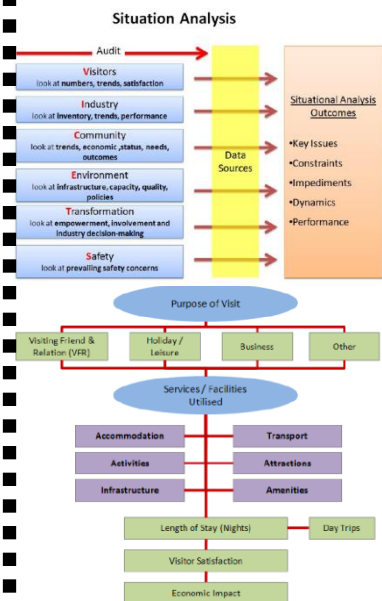 Situation Analysis
Audit
Visitors
look at numbers, trends, satisfaction
Industry
look at inventory, trends, performance
Community
look at trends, economic ,status, needs,
outcomes
Environment
look at infrastructure, capacity, quality,
policies
Transformation
look at empowerment, involvement and
industry decision-making
Safety
look at prevailing safety concerns
Data
Sources
Situational Analysis
Outcomes
•Key Issues
•Constraints
•Impediments
•Dynamics
•Performance
Purpose of Visit
Visiting Friend &
Relation (VFR)
Holiday /
Leisure
Business
Other
Services / Facilities
Utilised
Accommodation
Transport
Activities
Attractions
Infrastructure
Amenities
Length of Stay (Nights)
Day Trips
Visitor Satisfaction
Economic Impact